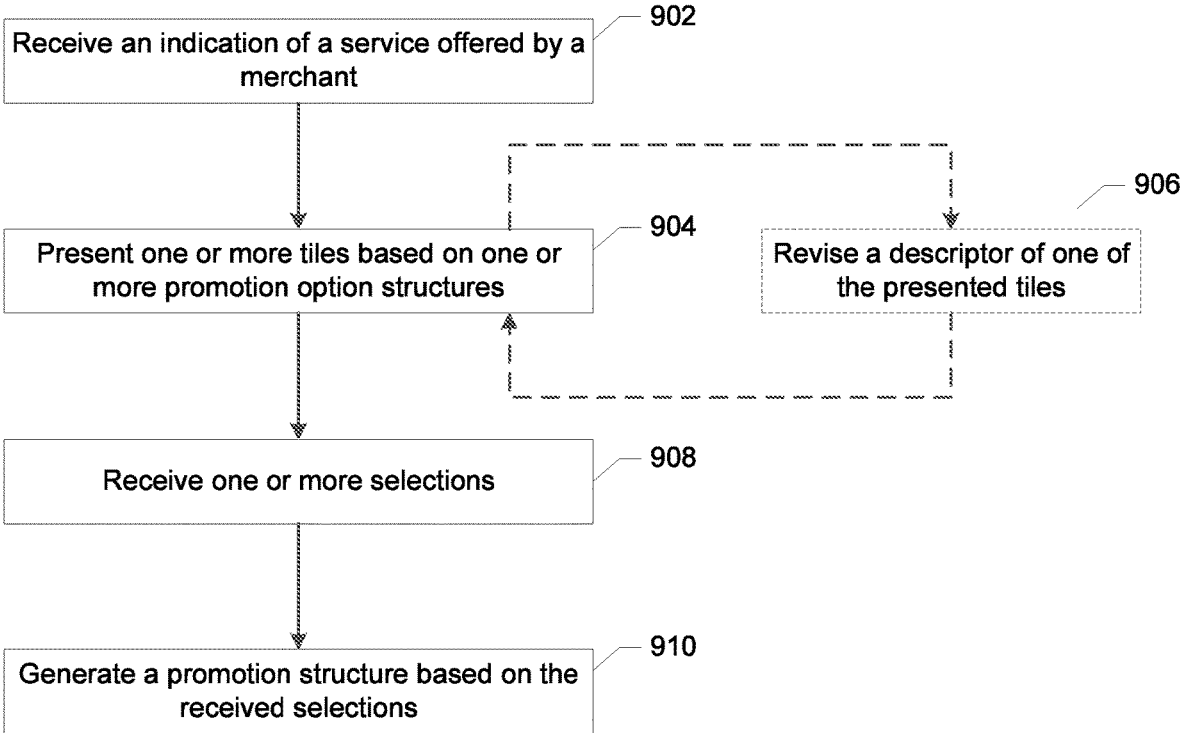 902
Receive an indication of a service offered by a
merchant
906
904
Present one or more tiles based on one or
more promotion option structures
Revise a descriptor of one of
the presented tiles
908
Receive one or more selections
910
Generate a promotion structure based on the
received selections